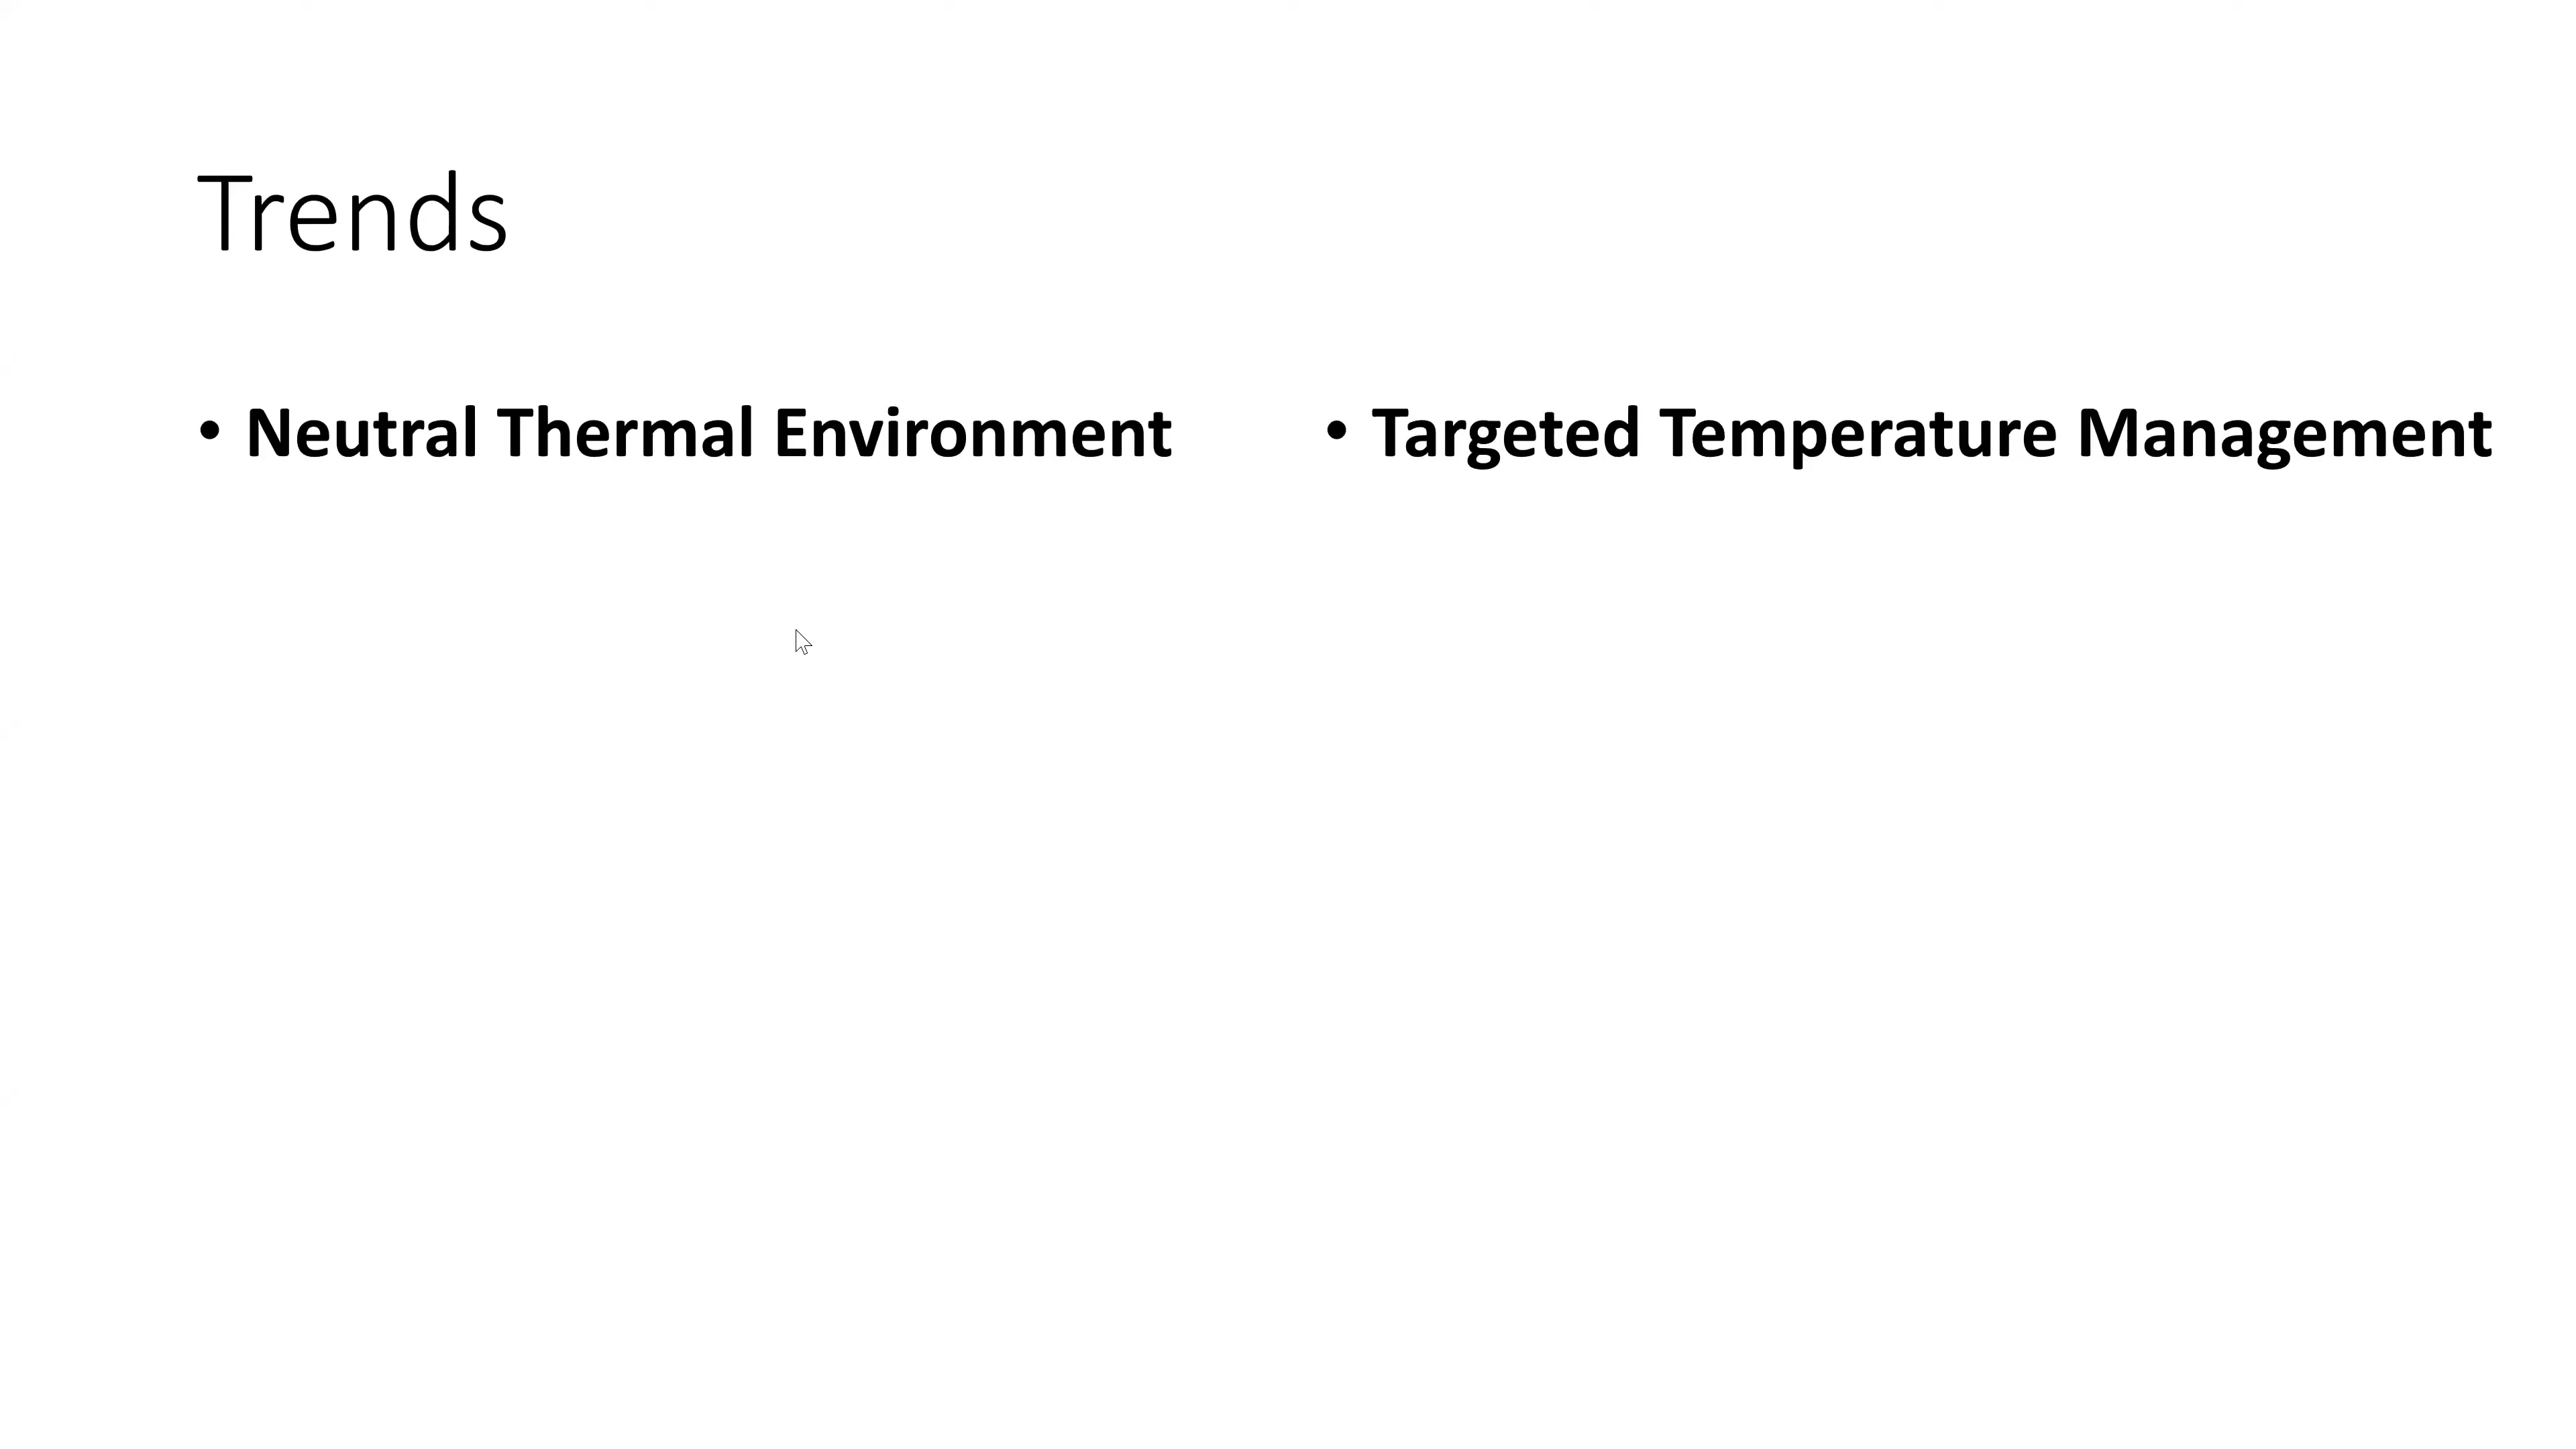 Trends
• Neutral Thermal Environment
• Targeted Temperature Management